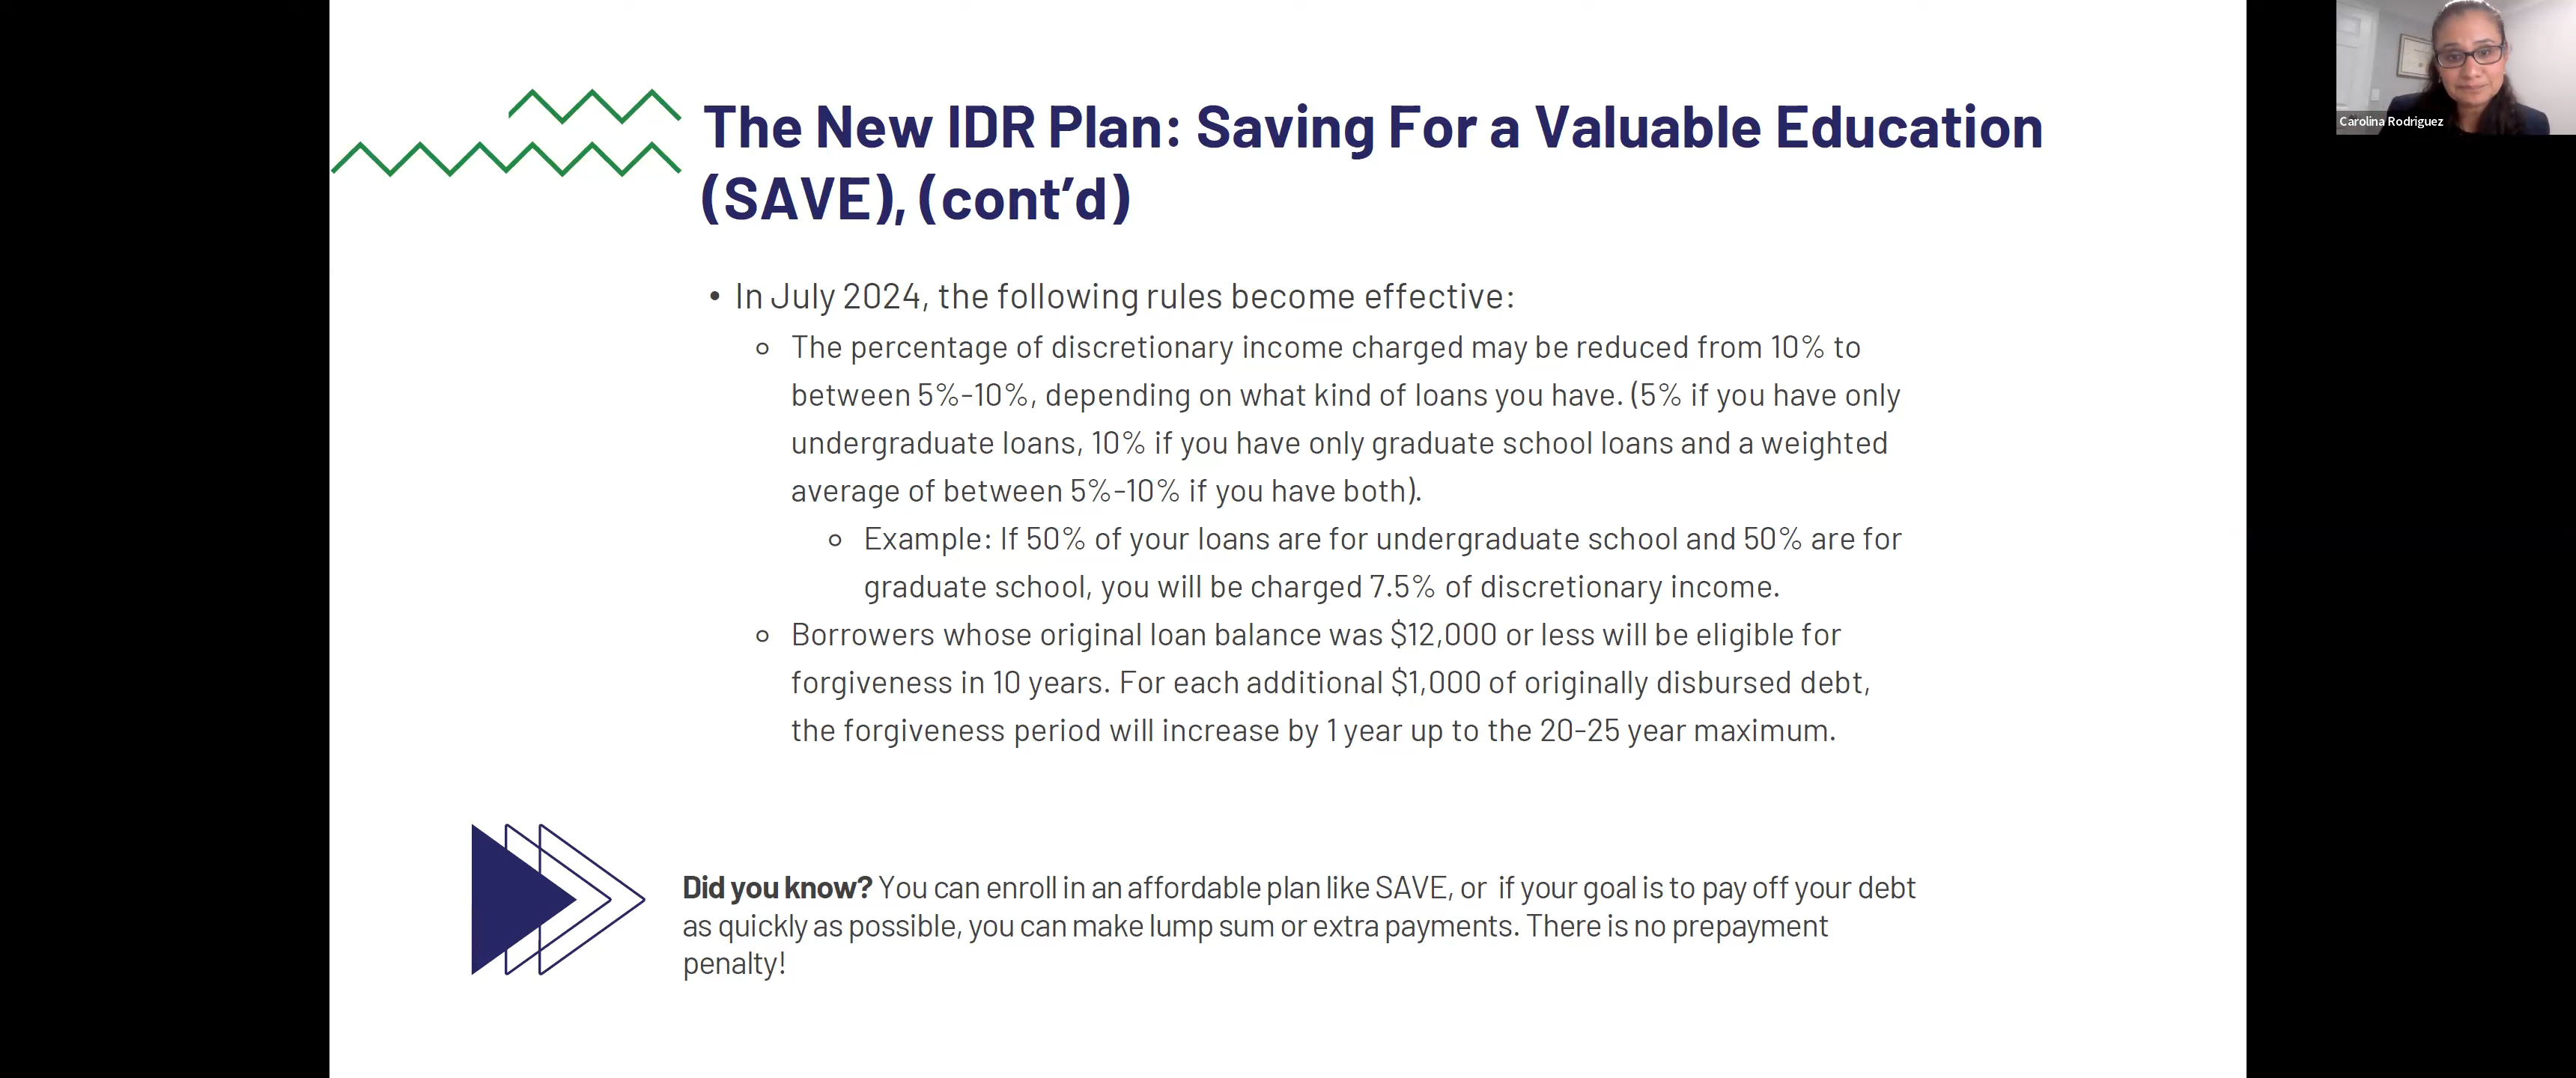 The New IDR Plan: Saving For a Valuable Education
(SAVE), (cont’d)
• In July 2024, the following rules become effective:
○ The percentage of discretionary income charged may be reduced from 10% to
between 5%-10%, depending on what kind of loans you have. (5% if you have only
undergraduate loans, 10% if you have only graduate school loans and a weighted
average of between 5%-10% if you have both).
○ Example: If 50% of your loans are for undergraduate school and 50% are for
graduate school, you will be charged 7.5% of discretionary income.
○ Borrowers whose original loan balance was $12,000 or less will be eligible for
forgiveness in 10 years. For each additional $1,000 of originally disbursed debt,
the forgiveness period will increase by 1 year up to the 20-25 year maximum.
Did you know? You can enroll in an affordable plan like SAVE, or if your goal is to pay off your debt
as quickly as possible, you can make lump sum or extra payments. There is no prepayment
penalty!
Carolina Rodriguez